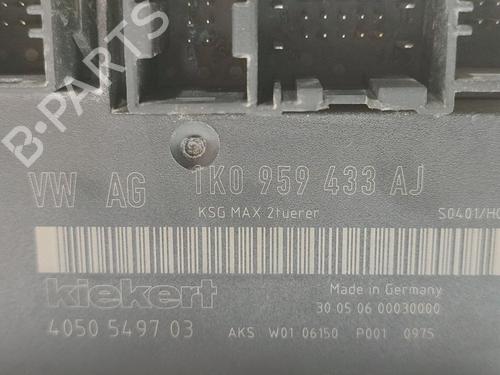 B-PARTS
VW AG 1K0 959 433 AJ
KSG MAX 2tuerer S0401/H0
kiekert Made in Germany
30 05 06 00030000
4050 5497 03 AKS W01 06150 P001 0975